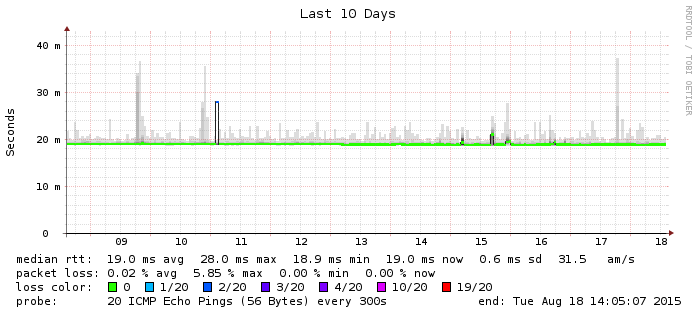 Last 10 Days
RRDTOOL / TOBI OETIKER
Seconds
40 m
30 m
20 m
10 m
0
09 10 11 12 13 14 15 16 17 18
median rtt: 19.0 ms avg 28.0 ms max 18.9 ms min 19.0 ms now 0.6 ms sd 31.5 am/s
packet loss: 0.02 % avg 5.85 % max 0.00 % min 0.00 % now
loss color: 0 1/20 2/20 3/20 4/20 10/20 19/20
probe: 20 ICMP Echo Pings (56 Bytes) every 300s end: Tue Aug 18 14:05:07 2015